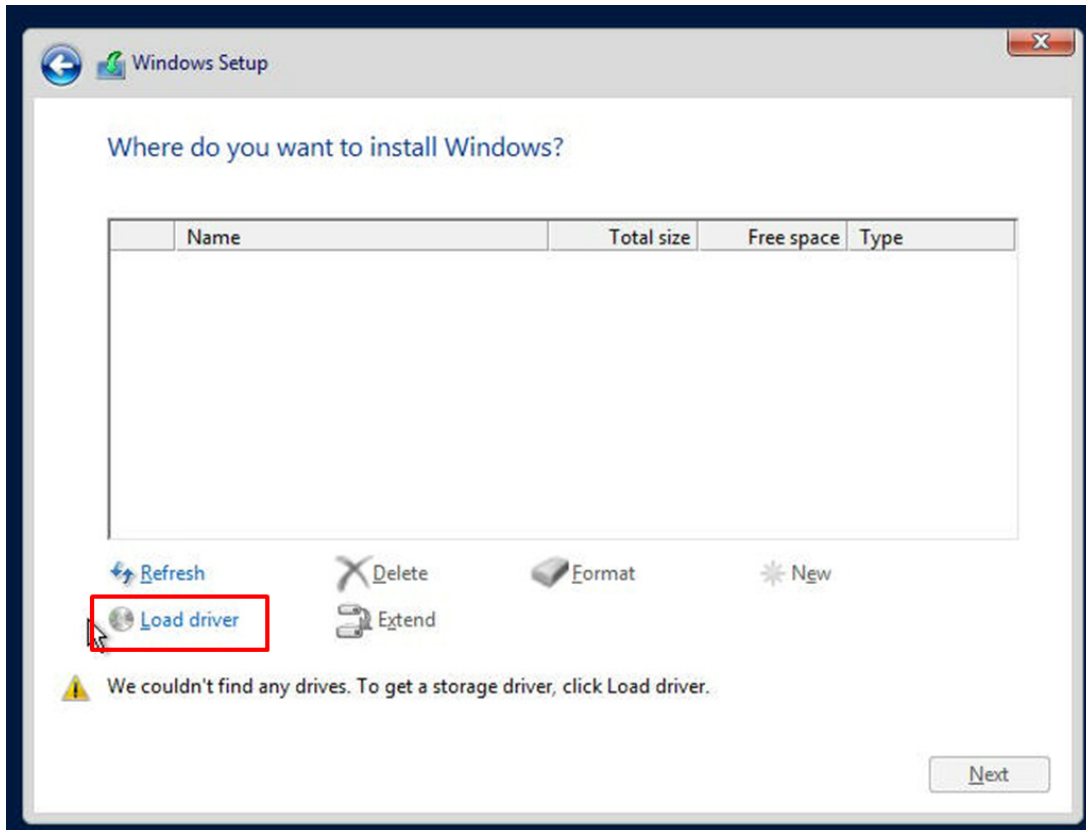 Windows Setup
Where do you want to install Windows?
Name Total size Free space Type
Refresh Delete Format New
Load driver Extend
We couldn't find any drives. To get a storage driver, click Load driver.
Next